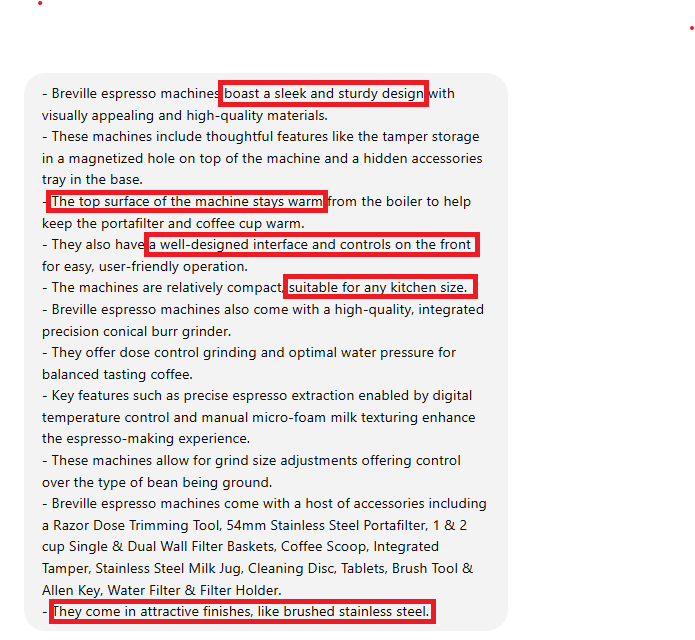 - Breville espresso machines boast a sleek and sturdy design with
visually appealing and high-quality materials.
- These machines include thoughtful features like the tamper storage
in a magnetized hole on top of the machine and a hidden accessories
tray in the base.
- The top surface of the machine stays warm from the boiler to help
keep the portafilter and coffee cup warm.
- They also have a well-designed interface and controls on the front
for easy, user-friendly operation.
- The machines are relatively compact, suitable for any kitchen size.
- Breville espresso machines also come with a high-quality, integrated
precision conical burr grinder.
- They offer dose control grinding and optimal water pressure for
balanced tasting coffee.
- Key features such as precise espresso extraction enabled by digital
temperature control and manual micro-foam milk texturing enhance
the espresso-making experience.
- These machines allow for grind size adjustments offering control
over the type of bean being ground.
- Breville espresso machines come with a host of accessories including
a Razor Dose Trimming Tool, 54mm Stainless Steel Portafilter, 1 & 2
cup Single & Dual Wall Filter Baskets, Coffee Scoop, Integrated
Tamper, Stainless Steel Milk Jug, Cleaning Disc, Tablets, Brush Tool &
Allen Key, Water Filter & Filter Holder.
- They come in attractive finishes, like brushed stainless steel.